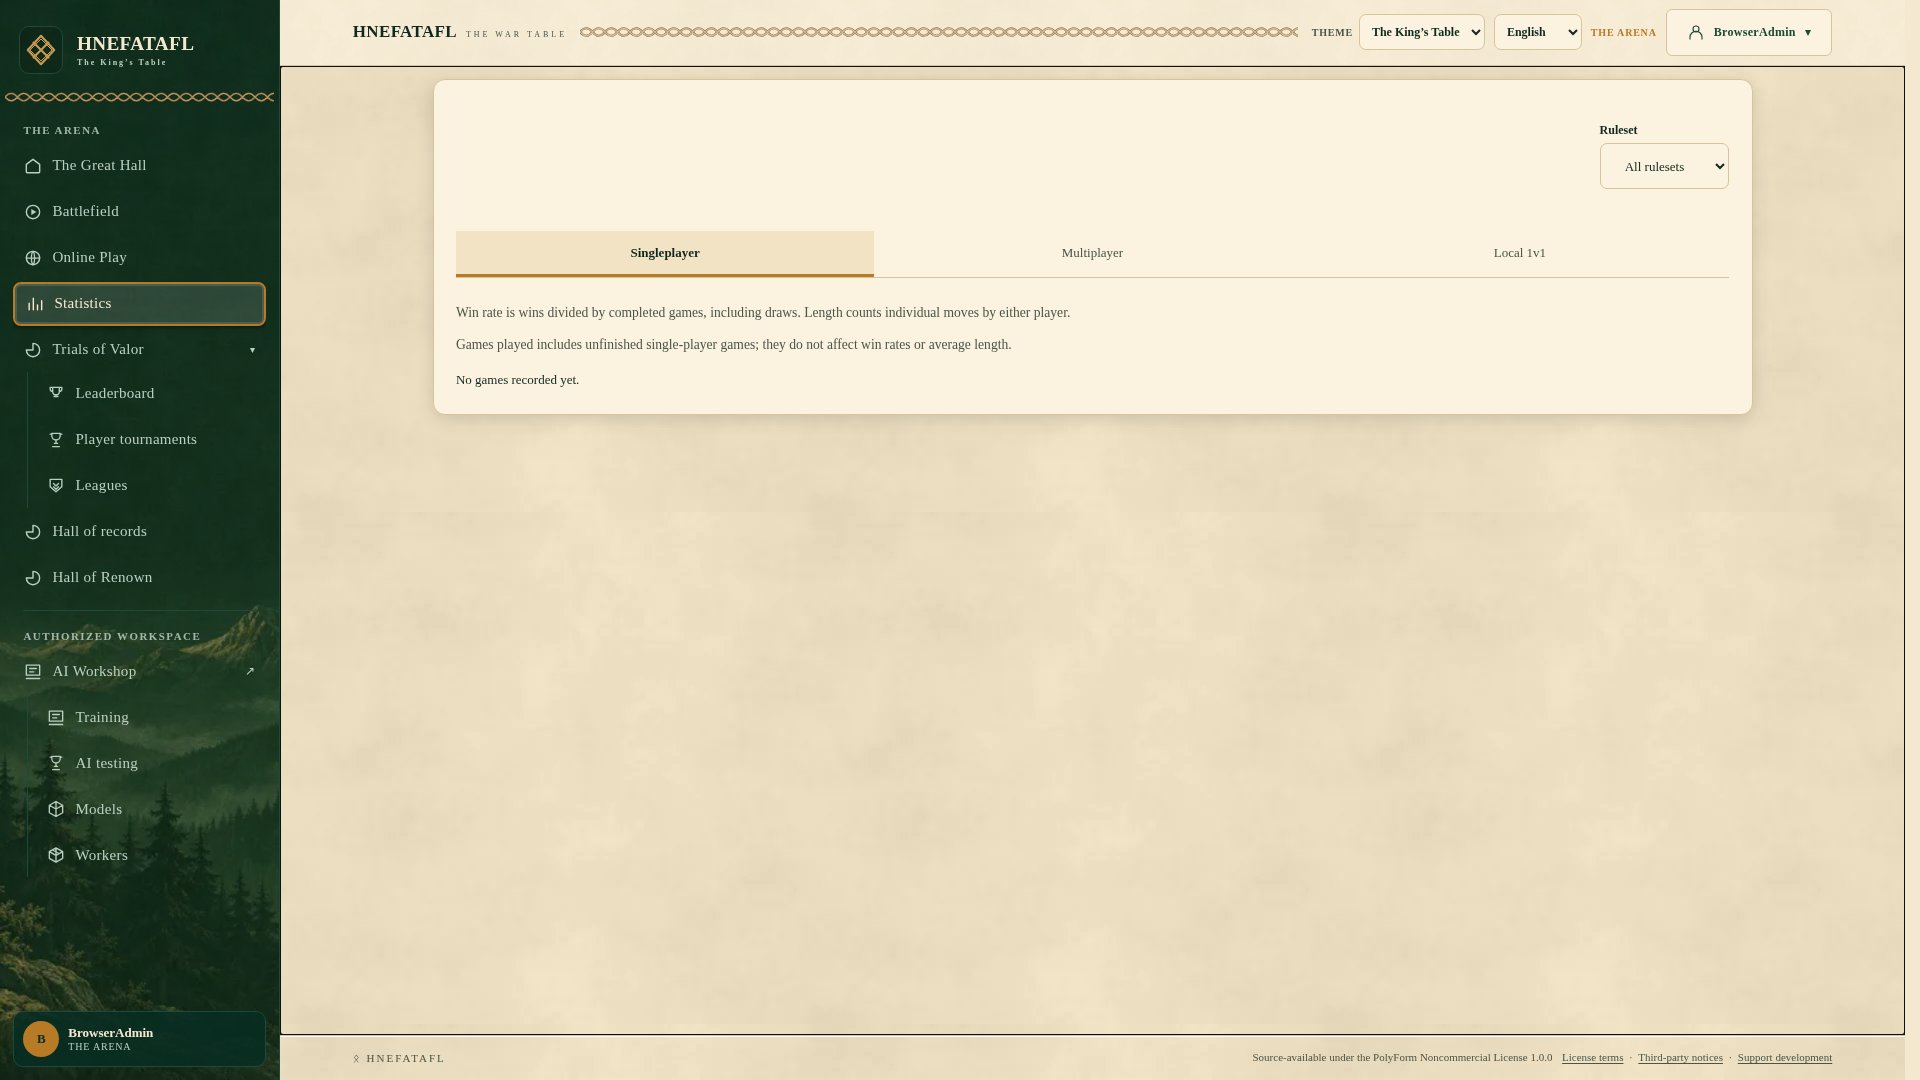 HNEFATAFL
The King's Table
THE ARENA
The Great Hall
Battlefield
Online Play
Statistics
Trials of Valor ▾
Leaderboard
Player tournaments
Leagues
Hall of records
Hall of Renown
AUTHORIZED WORKSPACE
AI Workshop ↗
Training
AI testing
Models
Workers
B
BrowserAdmin
THE ARENA
HNEFATAFL THE WAR TABLE THEME The King’s Table English THE ARENA BrowserAdmin ▾
Ruleset
All rulesets
Singleplayer Multiplayer Local 1v1
Win rate is wins divided by completed games, including draws. Length counts individual moves by either player.
Games played includes unfinished single-player games; they do not affect win rates or average length.
No games recorded yet.
ᛟ HNEFATAFL Source-available under the PolyForm Noncommercial License 1.0.0 License terms · Third-party notices · Support development